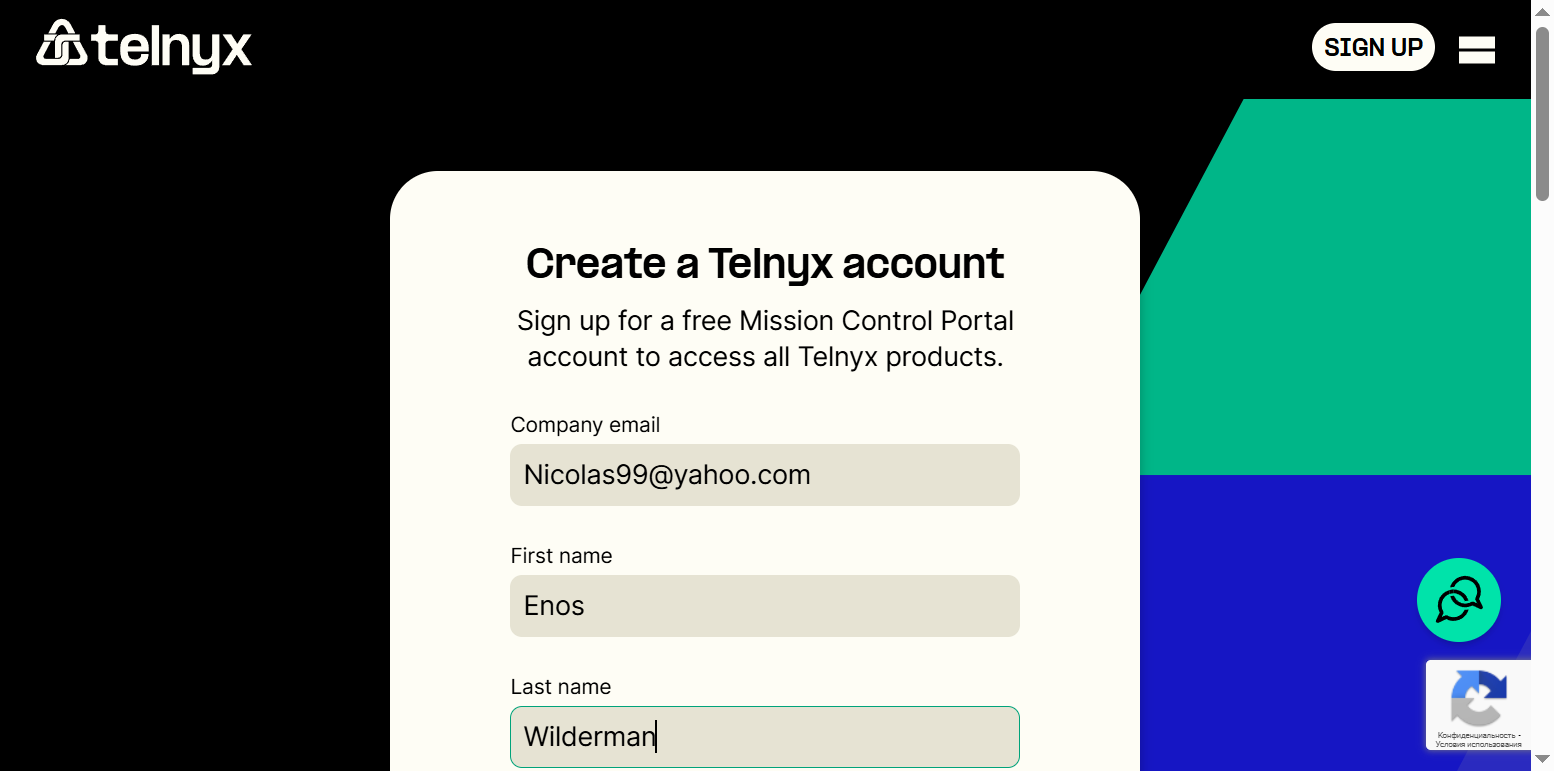 telnyx
SIGN UP
Create a Telnyx account
Sign up for a free Mission Control Portal
account to access all Telnyx products.
Company email
Nicolas99@yahoo.com
First name
Enos
Last name
Wilderman
Конфиденциальность -
Условия использования